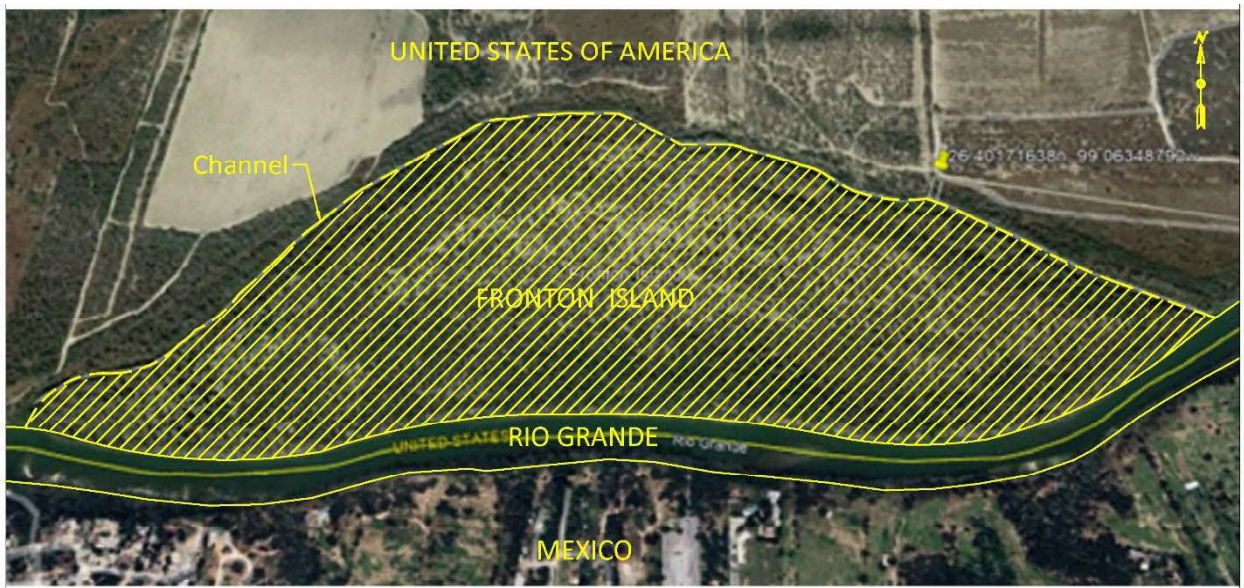 UNITED STATES OF AMERICA
N
Channel
26.40171638n, 99.06348792w
FRONTON ISLAND
UNITED STATES
RIO GRANDE
Rio Grande
MEXICO